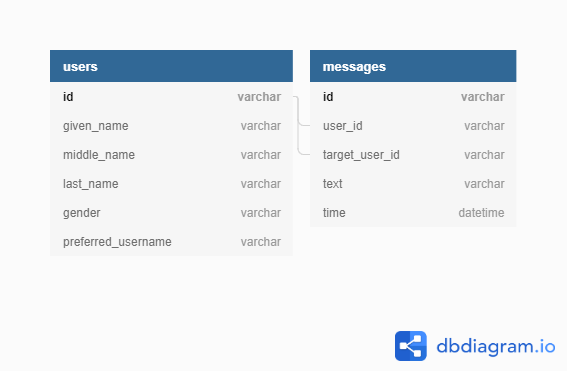 users
id varchar
given_name varchar
middle_name varchar
last_name varchar
gender varchar
preferred_username varchar
messages
id varchar
user_id varchar
target_user_id varchar
text varchar
time datetime
dbdiagram.io